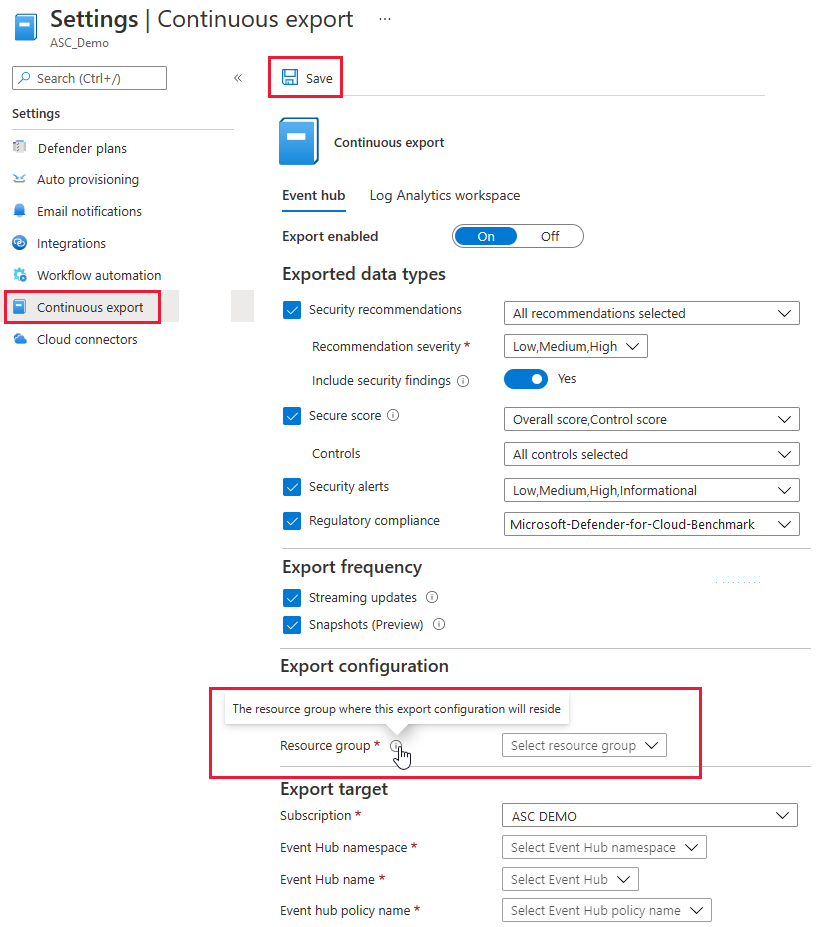 Settings | Continuous export ...
ASC_Demo
Search (Ctrl+/)
«
Save
Settings
Defender plans
Auto provisioning
Email notifications
Integrations
Workflow automation
Continuous export
Cloud connectors
Continuous export
Event hub Log Analytics workspace
Export enabled On Off
Exported data types
Security recommendations All recommendations selected
Recommendation severity * Low,Medium,High
Include security findings Yes
Secure score Overall score,Control score
Controls All controls selected
Security alerts Low,Medium,High,Informational
Regulatory compliance Microsoft-Defender-for-Cloud-Benchmark
Export frequency
Streaming updates
Snapshots (Preview)
Export configuration
The resource group where this export configuration will reside
Resource group * Select resource group
Export target
Subscription * ASC DEMO
Event Hub namespace * Select Event Hub namespace
Event Hub name * Select Event Hub
Event hub policy name * Select Event Hub policy name